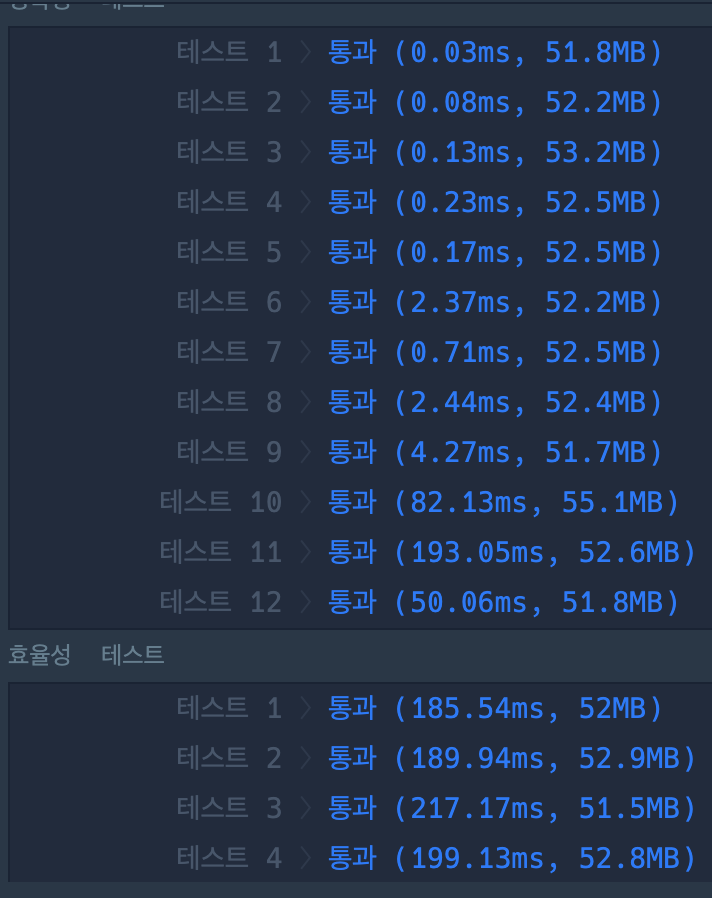 테스트 1 〉 통과 (0.03ms, 51.8MB)
테스트 2 〉 통과 (0.08ms, 52.2MB)
테스트 3 〉 통과 (0.13ms, 53.2MB)
테스트 4 〉 통과 (0.23ms, 52.5MB)
테스트 5 〉 통과 (0.17ms, 52.5MB)
테스트 6 〉 통과 (2.37ms, 52.2MB)
테스트 7 〉 통과 (0.71ms, 52.5MB)
테스트 8 〉 통과 (2.44ms, 52.4MB)
테스트 9 〉 통과 (4.27ms, 51.7MB)
테스트 10 〉 통과 (82.13ms, 55.1MB)
테스트 11 〉 통과 (193.05ms, 52.6MB)
테스트 12 〉 통과 (50.06ms, 51.8MB)
효율성 테스트
테스트 1 〉 통과 (185.54ms, 52MB)
테스트 2 〉 통과 (189.94ms, 52.9MB)
테스트 3 〉 통과 (217.17ms, 51.5MB)
테스트 4 〉 통과 (199.13ms, 52.8MB)